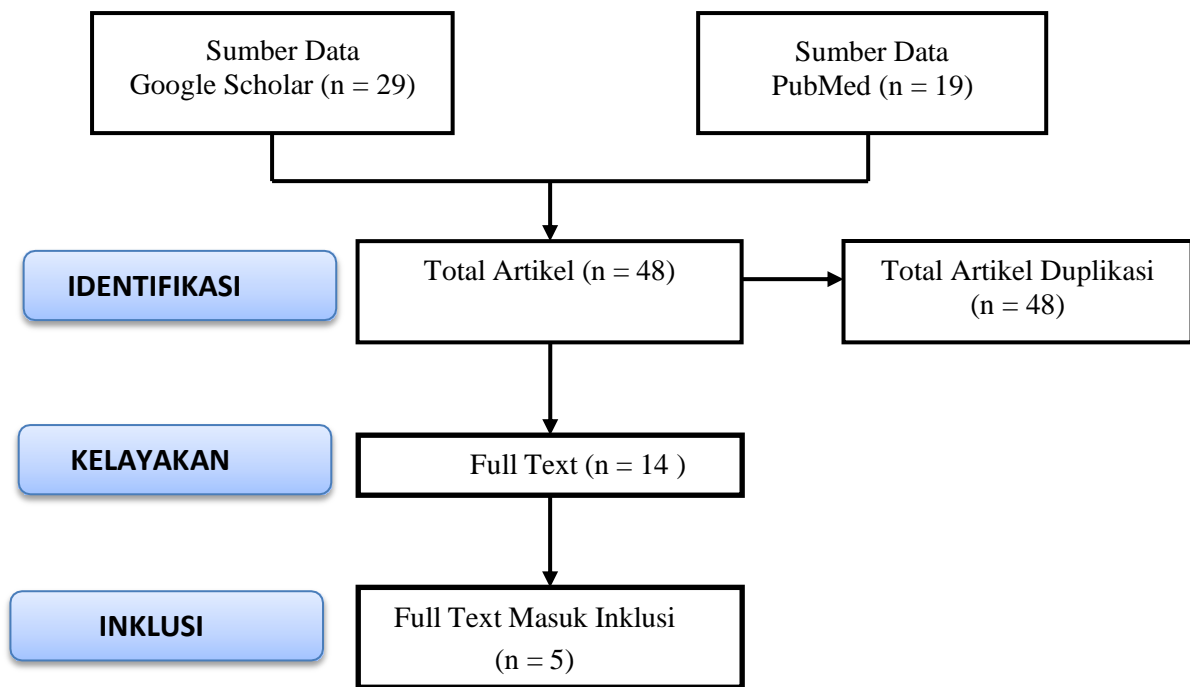 Sumber Data
Google Scholar (n = 29)
Sumber Data
PubMed (n = 19)
IDENTIFIKASI
Total Artikel (n = 48)
Total Artikel Duplikasi
(n = 48)
KELAYAKAN
Full Text (n = 14 )
INKLUSI
Full Text Masuk Inklusi
(n = 5)